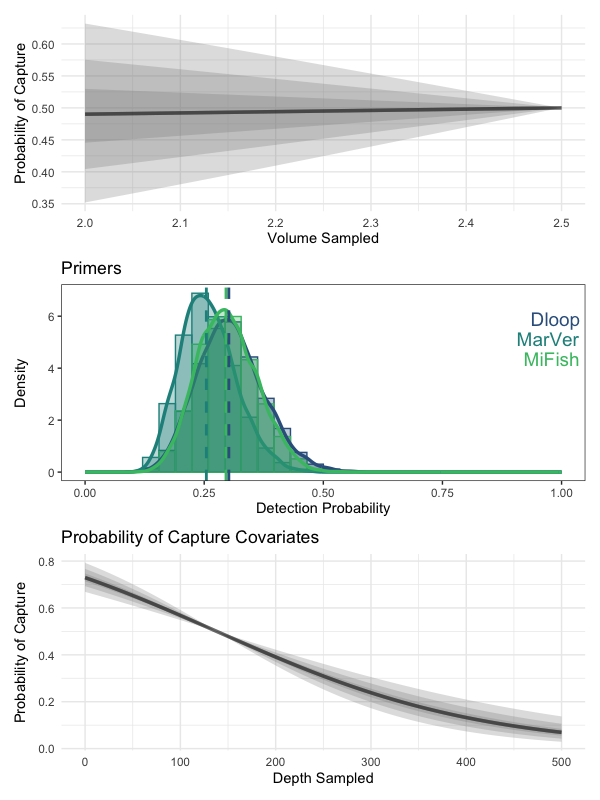 0.60
0.55
0.50
0.45
0.40
0.35
Probability of Capture
2.0 2.1 2.2 2.3 2.4 2.5
Volume Sampled
Primers
6
4
2
0
Density
Dloop
MarVer
MiFish
0.00 0.25 0.50 0.75 1.00
Detection Probability
Probability of Capture Covariates
0.8
0.6
0.4
0.2
0.0
Probability of Capture
0 100 200 300 400 500
Depth Sampled